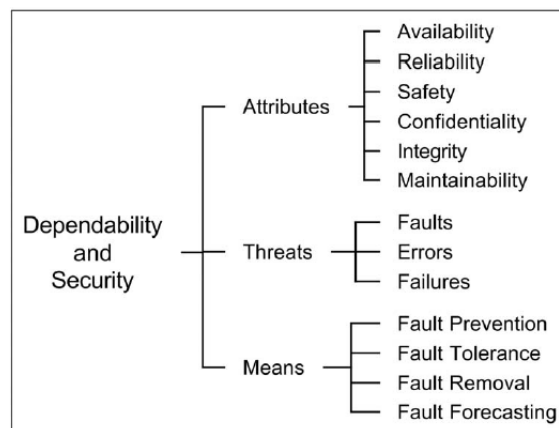 Availability
Reliability
Safety
Attributes
Confidentiality
Integrity
Maintainability
Dependability
and
Security
Faults
Threats
Errors
Failures
Fault Prevention
Fault Tolerance
Means
Fault Removal
Fault Forecasting